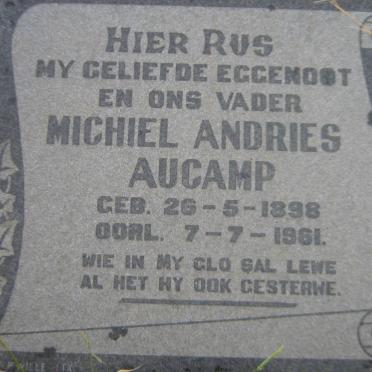 HIER RUS
MY GELIEFDE EGGENOOT
EN ONS VADER
MICHIEL ANDRIES
AUCAMP
GEB. 26-5-1898
OORL. 7-7-1961.
WIE IN MY GLO SAL LEWE
AL HET HY OOK GESTERWE.